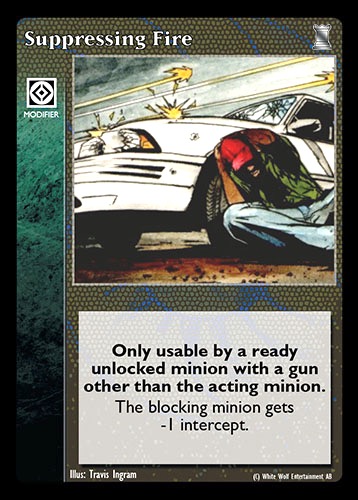 Suppressing Fire
MODIFIER
Only usable by a ready
unlocked minion with a gun
other than the acting minion.
The blocking minion gets
-1 intercept.
Illus: Travis Ingram
(C) White Wolf Entertainment AB